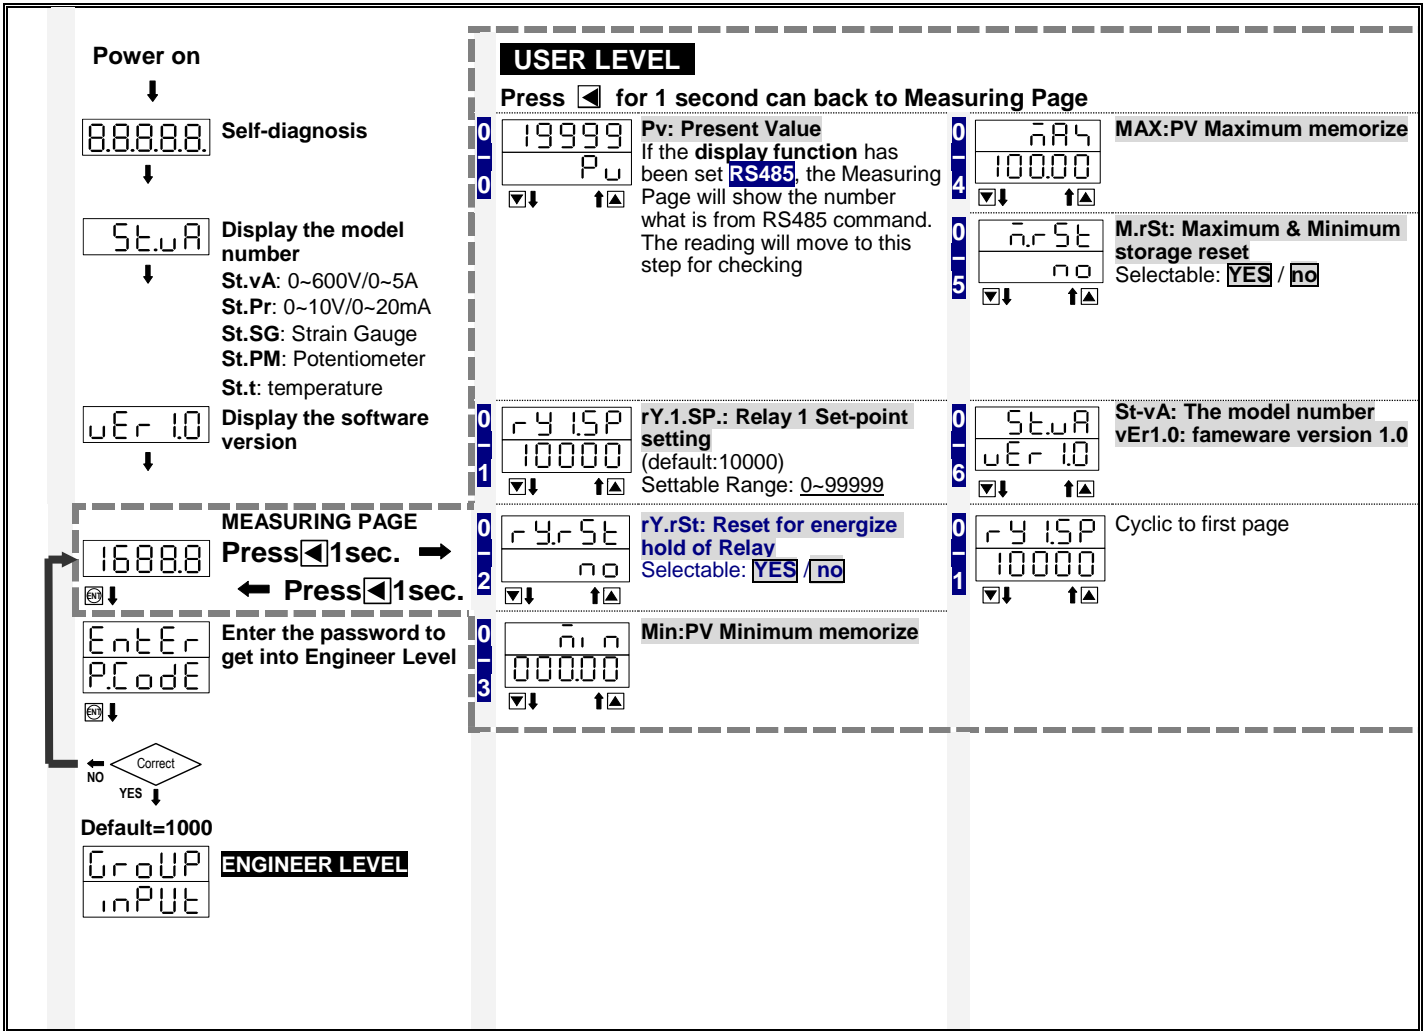 Power on
8.8.8.8.8.
Self-diagnosis
St.vA
Display the model
number
St.vA: 0~600V/0~5A
St.Pr: 0~10V/0~20mA
St.SG: Strain Gauge
St.PM: Potentiometer
St.t: temperature
vEr 1.0
Display the software
version
MEASURING PAGE
1688.8
Press◀1sec. ➡
⬅ Press◀1sec.
ENT
EntEr
P.CodE
Enter the password to
get into Engineer Level
ENT
Correct
NO
YES
Default=1000
GroUP
inPUt
ENGINEER LEVEL
USER LEVEL
Press ◀ for 1 second can back to Measuring Page
0–0
19999
Pv
Pv: Present Value
If the display function has
been set RS485, the Measuring
Page will show the number
what is from RS485 command.
The reading will move to this
step for checking
0–1
rY1.SP
10000
rY.1.SP.: Relay 1 Set-point
setting
(default:10000)
Settable Range: 0~99999
0–2
rY.rSt
no
rY.rSt: Reset for energize
hold of Relay
Selectable: YES / no
0–3
min
000.00
Min:PV Minimum memorize
0–4
mAX
100.00
MAX:PV Maximum memorize
0–5
m.rSt
no
M.rSt: Maximum & Minimum
storage reset
Selectable: YES / no
0–6
St.vA
vEr 1.0
St-vA: The model number
vEr1.0: fameware version 1.0
0–1
rY1.SP
10000
Cyclic to first page